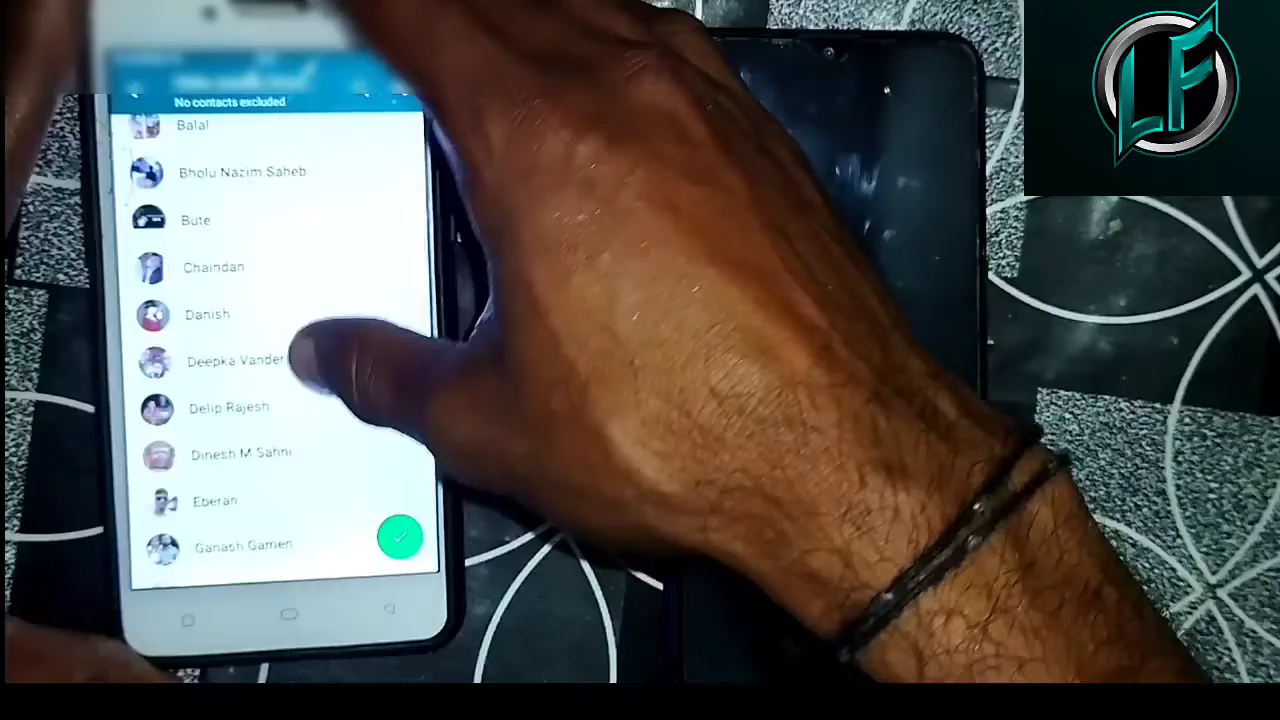 LF
No contacts excluded
Balal
Bholu Nazim Saheb
Bute
Chaindan
Danish
Deepka Vander
Delip Rajesh
Dinesh M Sahni
Eberan
Ganash Gamen